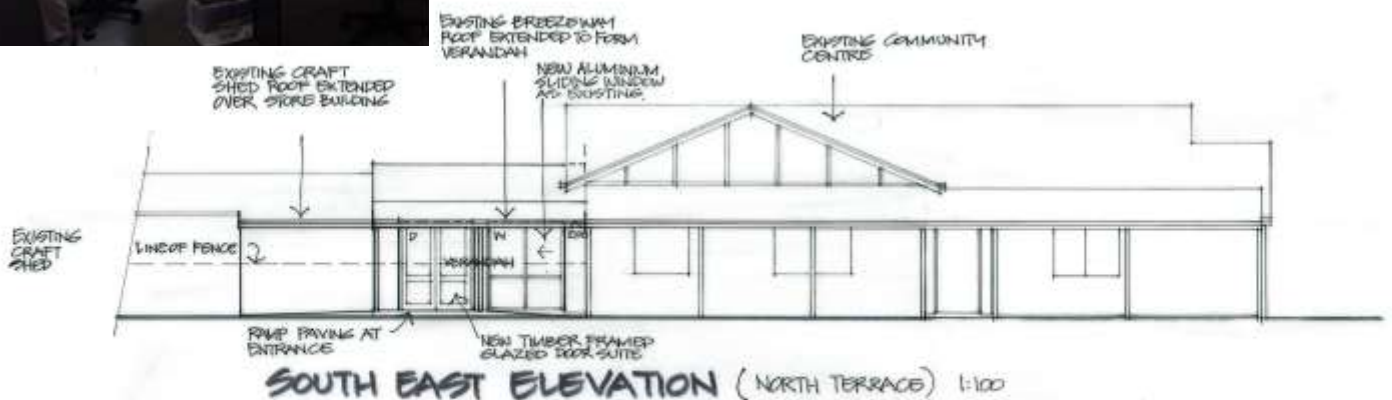 EXISTING BREEZEWAY
ROOF EXTENDED TO FORM
VERANDAH
EXISTING COMMUNITY
CENTRE
EXISTING CRAFT
SHED ROOF EXTENDED
OVER STORE BUILDING
NEW ALUMINIUM
SLIDING WINDOW
AS EXISTING.
EXISTING
CRAFT
SHED
LINE OF FENCE
D
W
VERANDAH
RAMP PAVING AT
ENTRANCE
NEW TIMBER FRAMED
GLAZED DOOR SUITE
SOUTH EAST ELEVATION (NORTH TERRACE) 1:100